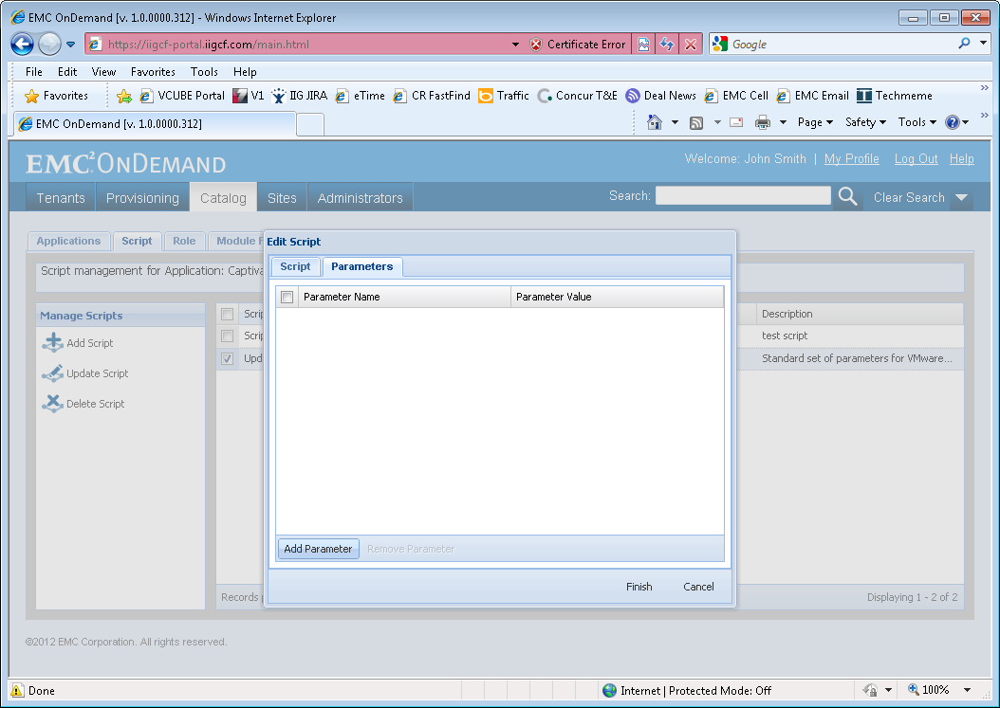 EMC OnDemand [v. 1.0.0000.312] - Windows Internet Explorer
https://iigcf-portal.iigcf.com/main.html
Certificate Error
Google
File Edit View Favorites Tools Help
Favorites VCUBE Portal V1 IIG JIRA eTime CR FastFind Traffic Concur T&E Deal News EMC Cell EMC Email Techmeme
EMC OnDemand [v. 1.0.0000.312]
Page Safety Tools
EMC² ONDEMAND
Welcome: John Smith | My Profile Log Out Help
Tenants Provisioning Catalog Sites Administrators
Search: Clear Search
Applications Script Role Module
Edit Script
Script Parameters
Script management for Application:
Parameter Name Parameter Value
Manage Scripts
Description
Add Script
test script
Update Script
Standard set of parameters for VMware...
Delete Script
Add Parameter Remove Parameter
Finish Cancel
Records
Displaying 1 - 2 of 2
©2012 EMC Corporation. All rights reserved.
Done
Internet | Protected Mode: Off
100%